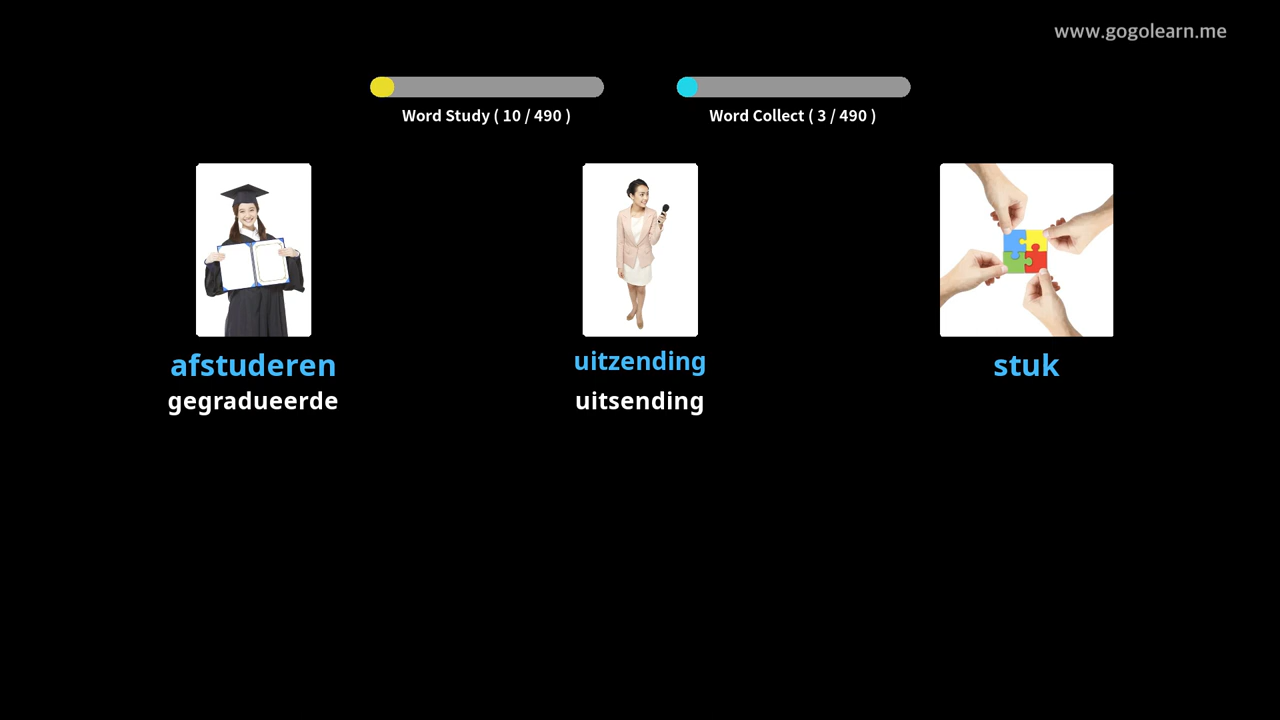 www.gogolearn.me
Word Study ( 10 / 490 )
Word Collect ( 3 / 490 )
afstuderen
gegradueerde
uitzending
uitsending
stuk